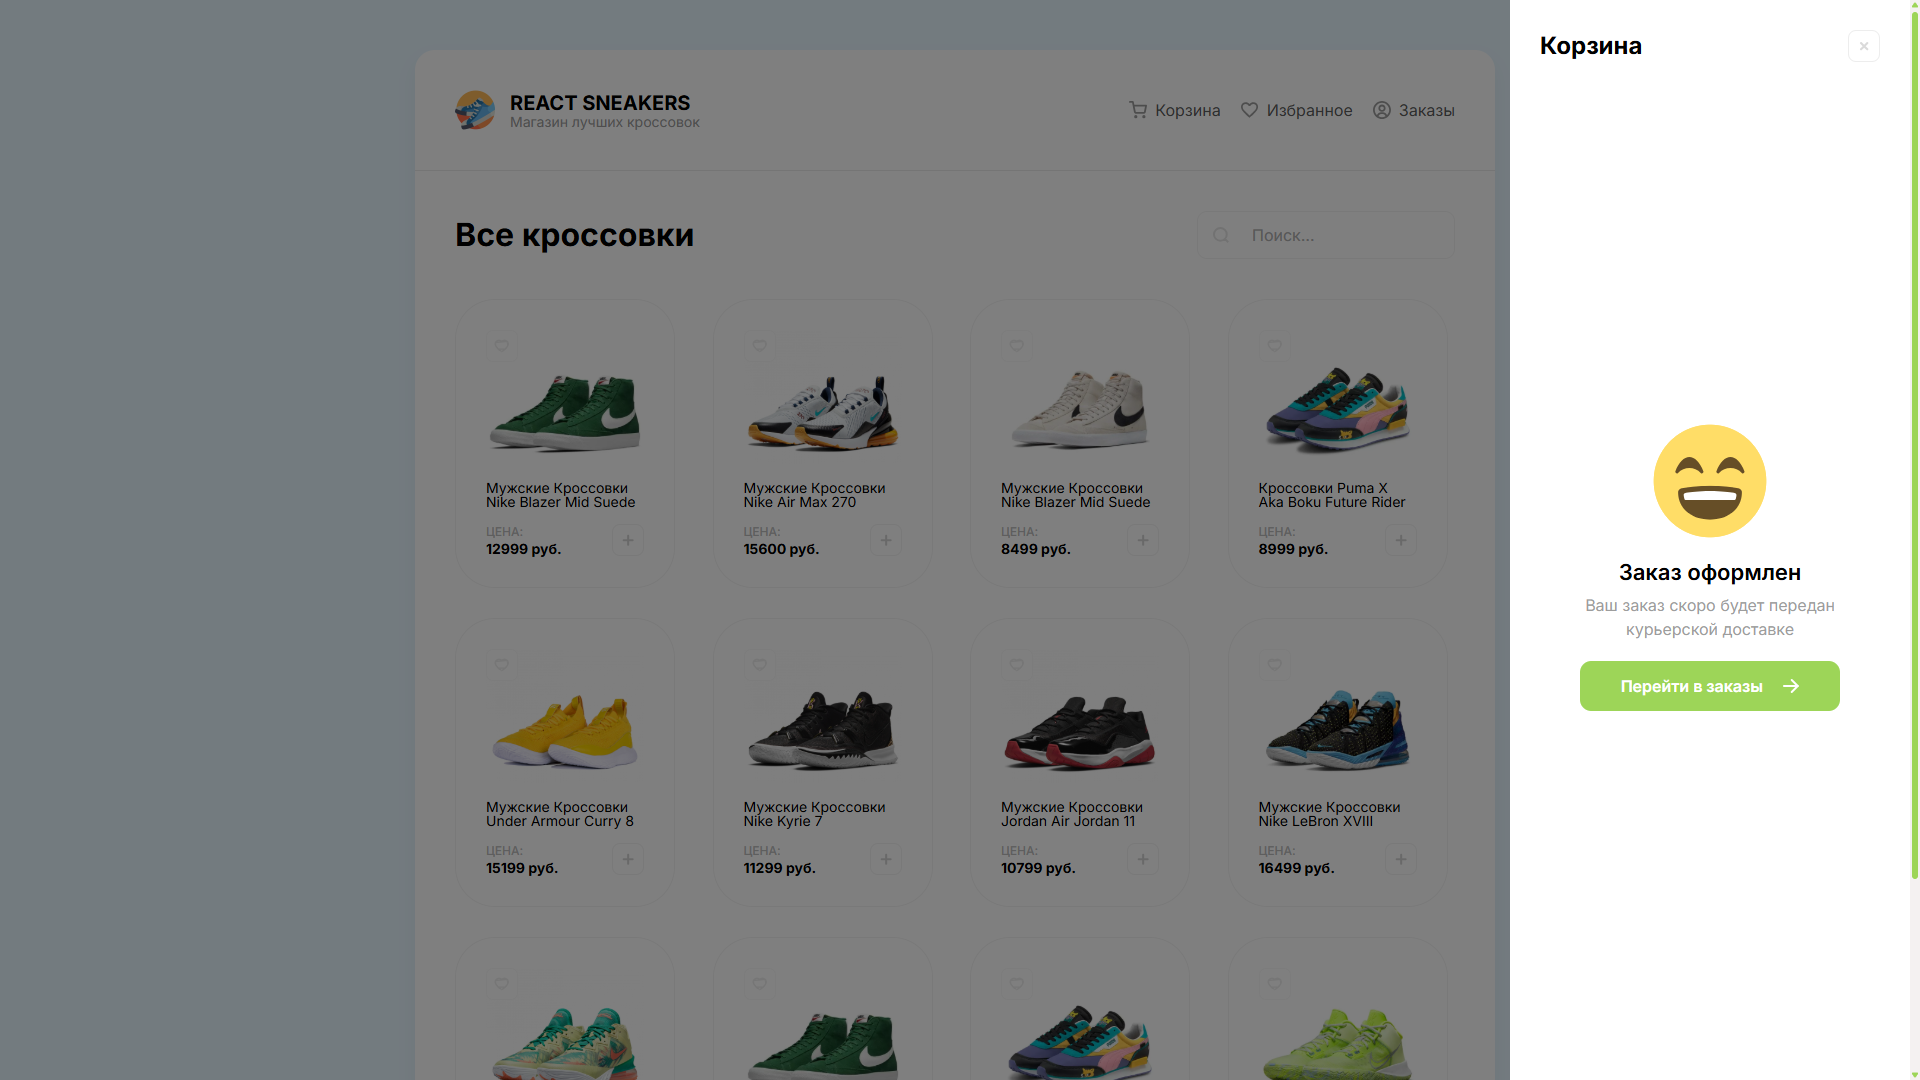 REACT SNEAKERS
Магазин лучших кроссовок
Корзина
Избранное
Заказы
Все кроссовки
Поиск...
Мужские Кроссовки
Nike Blazer Mid Suede
ЦЕНА:
12999 руб.
Мужские Кроссовки
Nike Air Max 270
ЦЕНА:
15600 руб.
Мужские Кроссовки
Nike Blazer Mid Suede
ЦЕНА:
8499 руб.
Кроссовки Puma X
Aka Boku Future Rider
ЦЕНА:
8999 руб.
Мужские Кроссовки
Under Armour Curry 8
ЦЕНА:
15199 руб.
Мужские Кроссовки
Nike Kyrie 7
ЦЕНА:
11299 руб.
Мужские Кроссовки
Jordan Air Jordan 11
ЦЕНА:
10799 руб.
Мужские Кроссовки
Nike LeBron XVIII
ЦЕНА:
16499 руб.
Корзина
Заказ оформлен
Ваш заказ скоро будет передан
курьерской доставке
Перейти в заказы